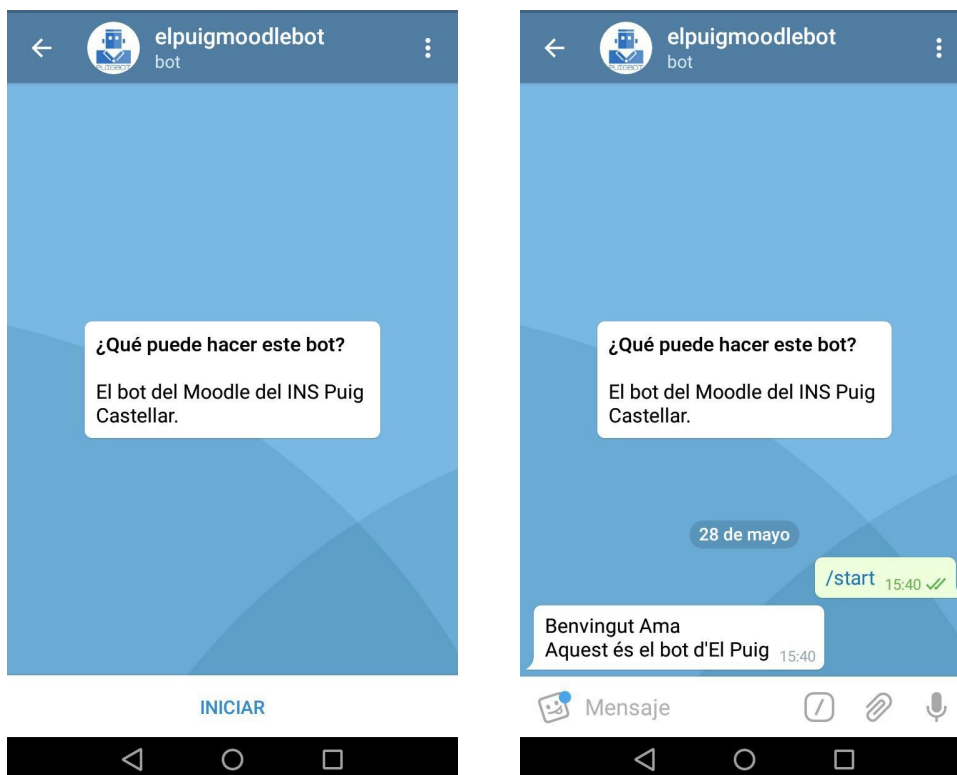 elpuigmoodlebot
bot
PUIGBOT
¿Qué puede hacer este bot?
El bot del Moodle del INS Puig
Castellar.
INICIAR
elpuigmoodlebot
bot
PUIGBOT
¿Qué puede hacer este bot?
El bot del Moodle del INS Puig
Castellar.
28 de mayo
/start 15:40
Benvingut Ama
Aquest és el bot d'El Puig 15:40
Mensaje